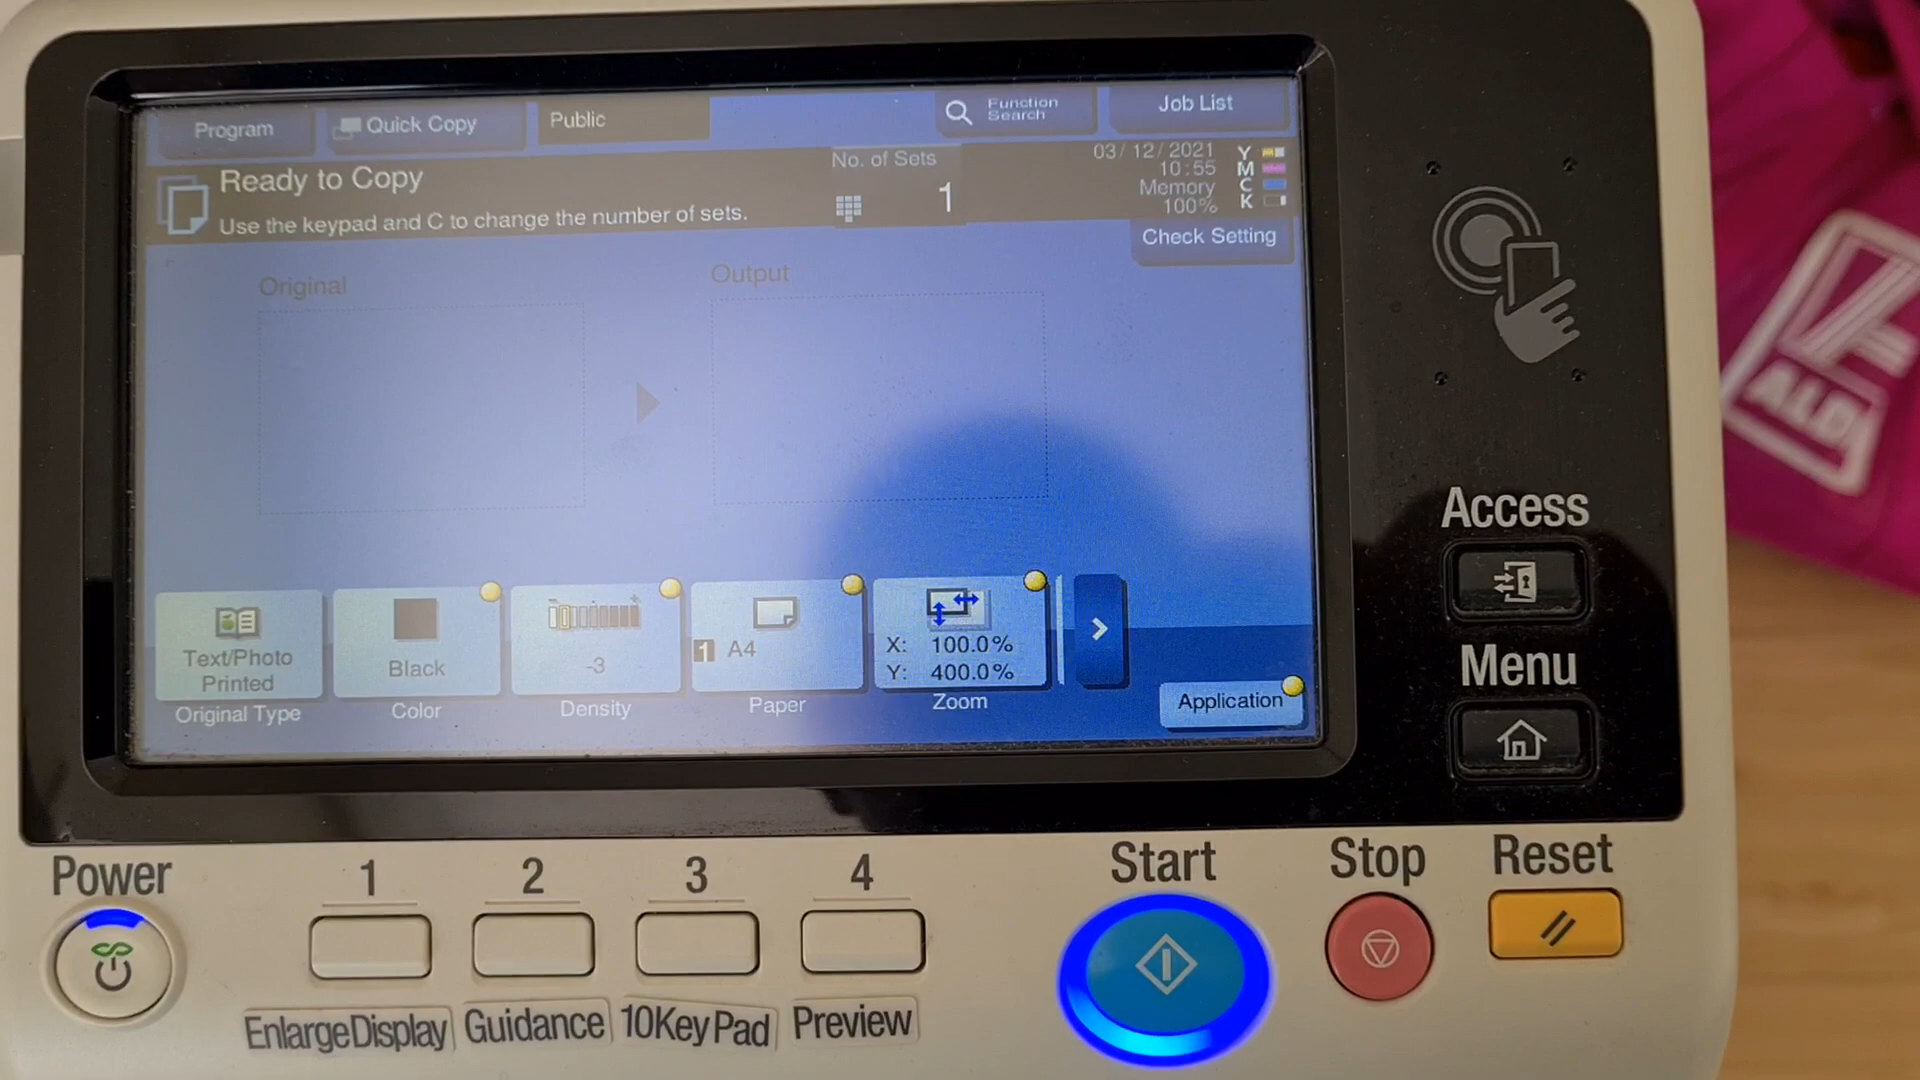 Program
Quick Copy
Public
Function
Search
Job List
Ready to Copy
Use the keypad and C to change the number of sets.
No. of Sets
1
03/12/2021
10:55
Memory
100%
Y
M
C
K
Check Setting
Original
Output
Text/Photo
Printed
Original Type
Black
Color
- +
-3
Density
1 A4
Paper
X: 100.0%
Y: 400.0%
Zoom
Application
Access
Menu
Power
1
2
3
4
Start
Stop
Reset
EnlargeDisplay
Guidance
10KeyPad
Preview
ALDI